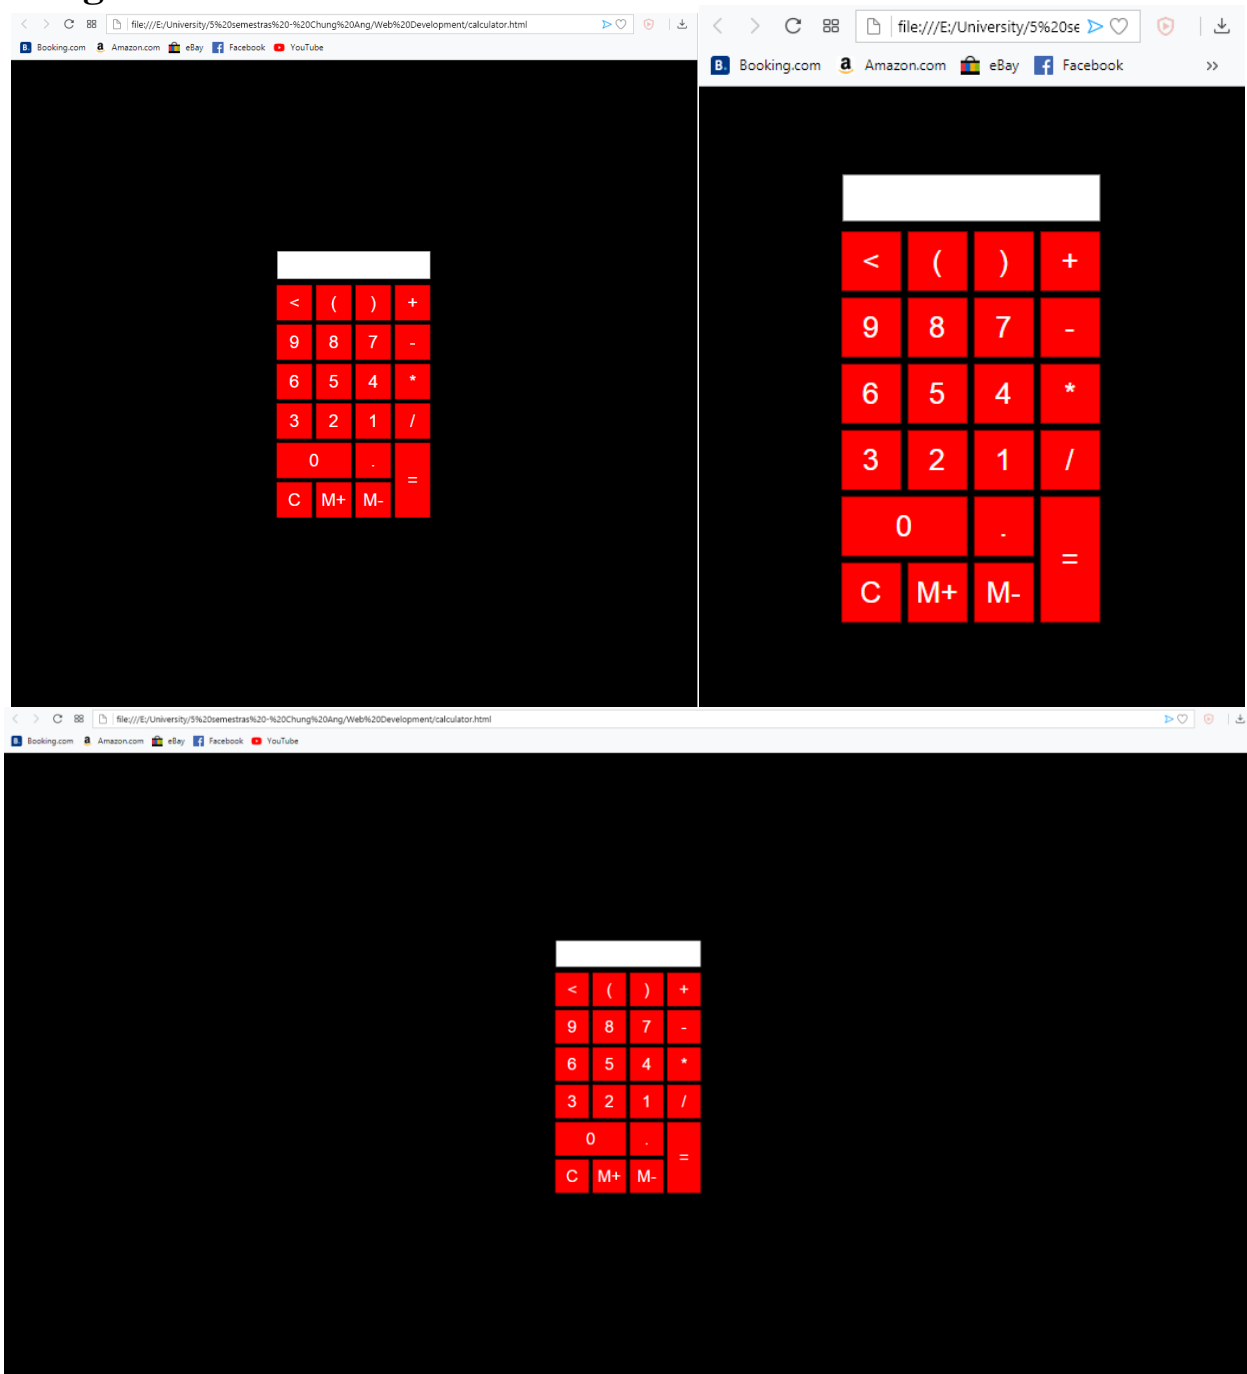 file:///E:/University/5%20semestras%20-%20Chung%20Ang/Web%20Development/calculator.html
B. Booking.com a Amazon.com eBay f Facebook YouTube
< ( ) +
9 8 7 -
6 5 4 *
3 2 1 /
0 . =
C M+ M-
file:///E:/University/5%20se
B. Booking.com a Amazon.com eBay f Facebook >>
< ( ) +
9 8 7 -
6 5 4 *
3 2 1 /
0 . =
C M+ M-
file:///E:/University/5%20semestras%20-%20Chung%20Ang/Web%20Development/calculator.html
B. Booking.com a Amazon.com eBay f Facebook YouTube
< ( ) +
9 8 7 -
6 5 4 *
3 2 1 /
0 . =
C M+ M-